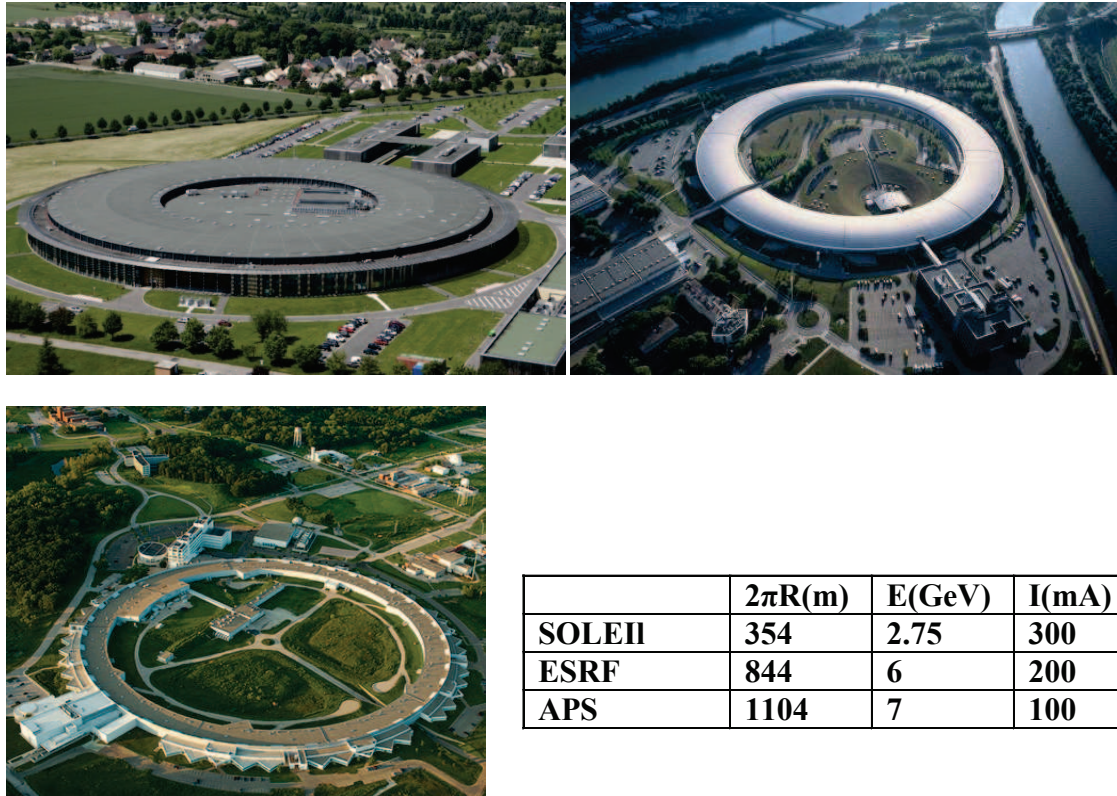 2πR(m) E(GeV) I(mA)
SOLEIl 354 2.75 300
ESRF 844 6 200
APS 1104 7 100